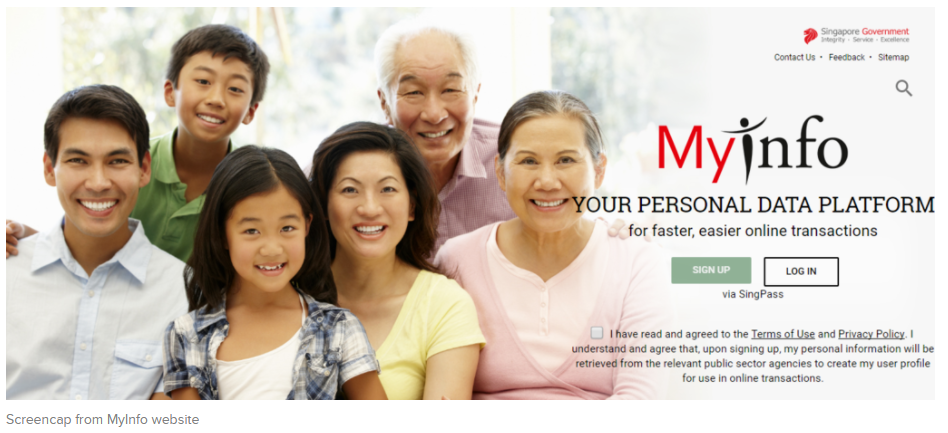 Singapore Government
Integrity · Service · Excellence
Contact Us · Feedback · Sitemap
MyInfo
YOUR PERSONAL DATA PLATFORM
for faster, easier online transactions
SIGN UP
LOG IN
via SingPass
I have read and agreed to the Terms of Use and Privacy Policy. I
understand and agree that, upon signing up, my personal information will be
retrieved from the relevant public sector agencies to create my user profile
for use in online transactions.
Screencap from MyInfo website